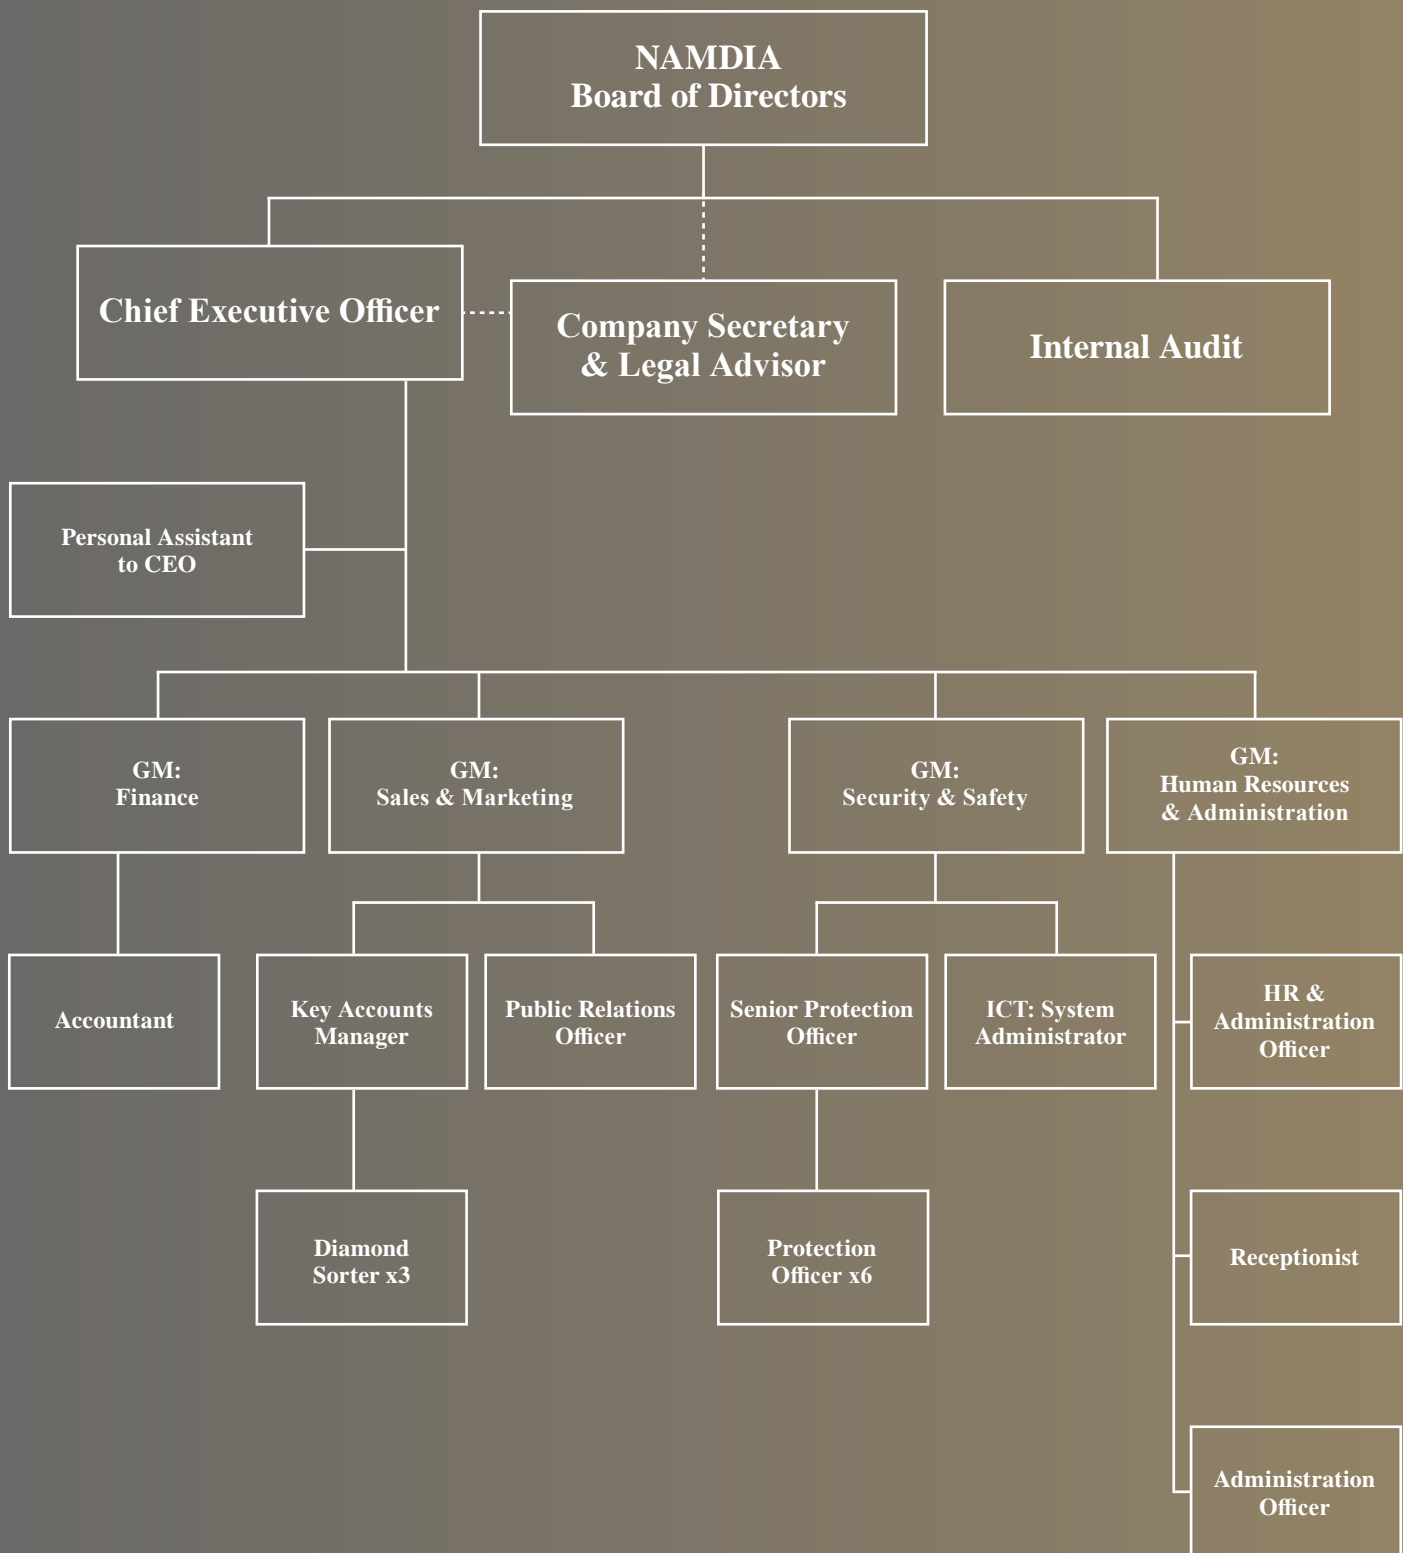 NAMDIA
Board of Directors
Chief Executive Officer
Company Secretary
& Legal Advisor
Internal Audit
Personal Assistant
to CEO
GM:
Finance
GM:
Sales & Marketing
GM:
Security & Safety
GM:
Human Resources
& Administration
Accountant
Key Accounts
Manager
Public Relations
Officer
Senior Protection
Officer
ICT: System
Administrator
HR &
Administration
Officer
Diamond
Sorter x3
Protection
Officer x6
Receptionist
Administration
Officer